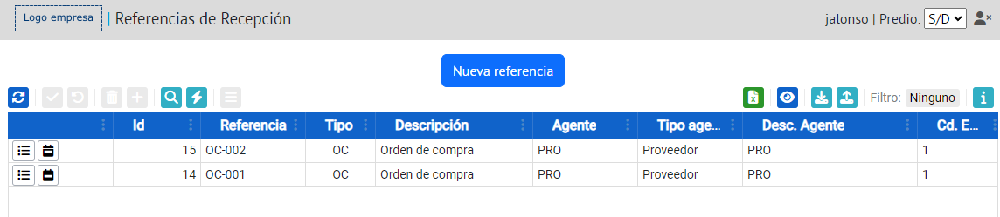 Logo empresa | Referencias de Recepción jalonso | Predio: S/D
Nueva referencia
Filtro: Ninguno
Id Referencia Tipo Descripción Agente Tipo age... Desc. Agente Cd. E...
15 OC-002 OC Orden de compra PRO Proveedor PRO 1
14 OC-001 OC Orden de compra PRO Proveedor PRO 1